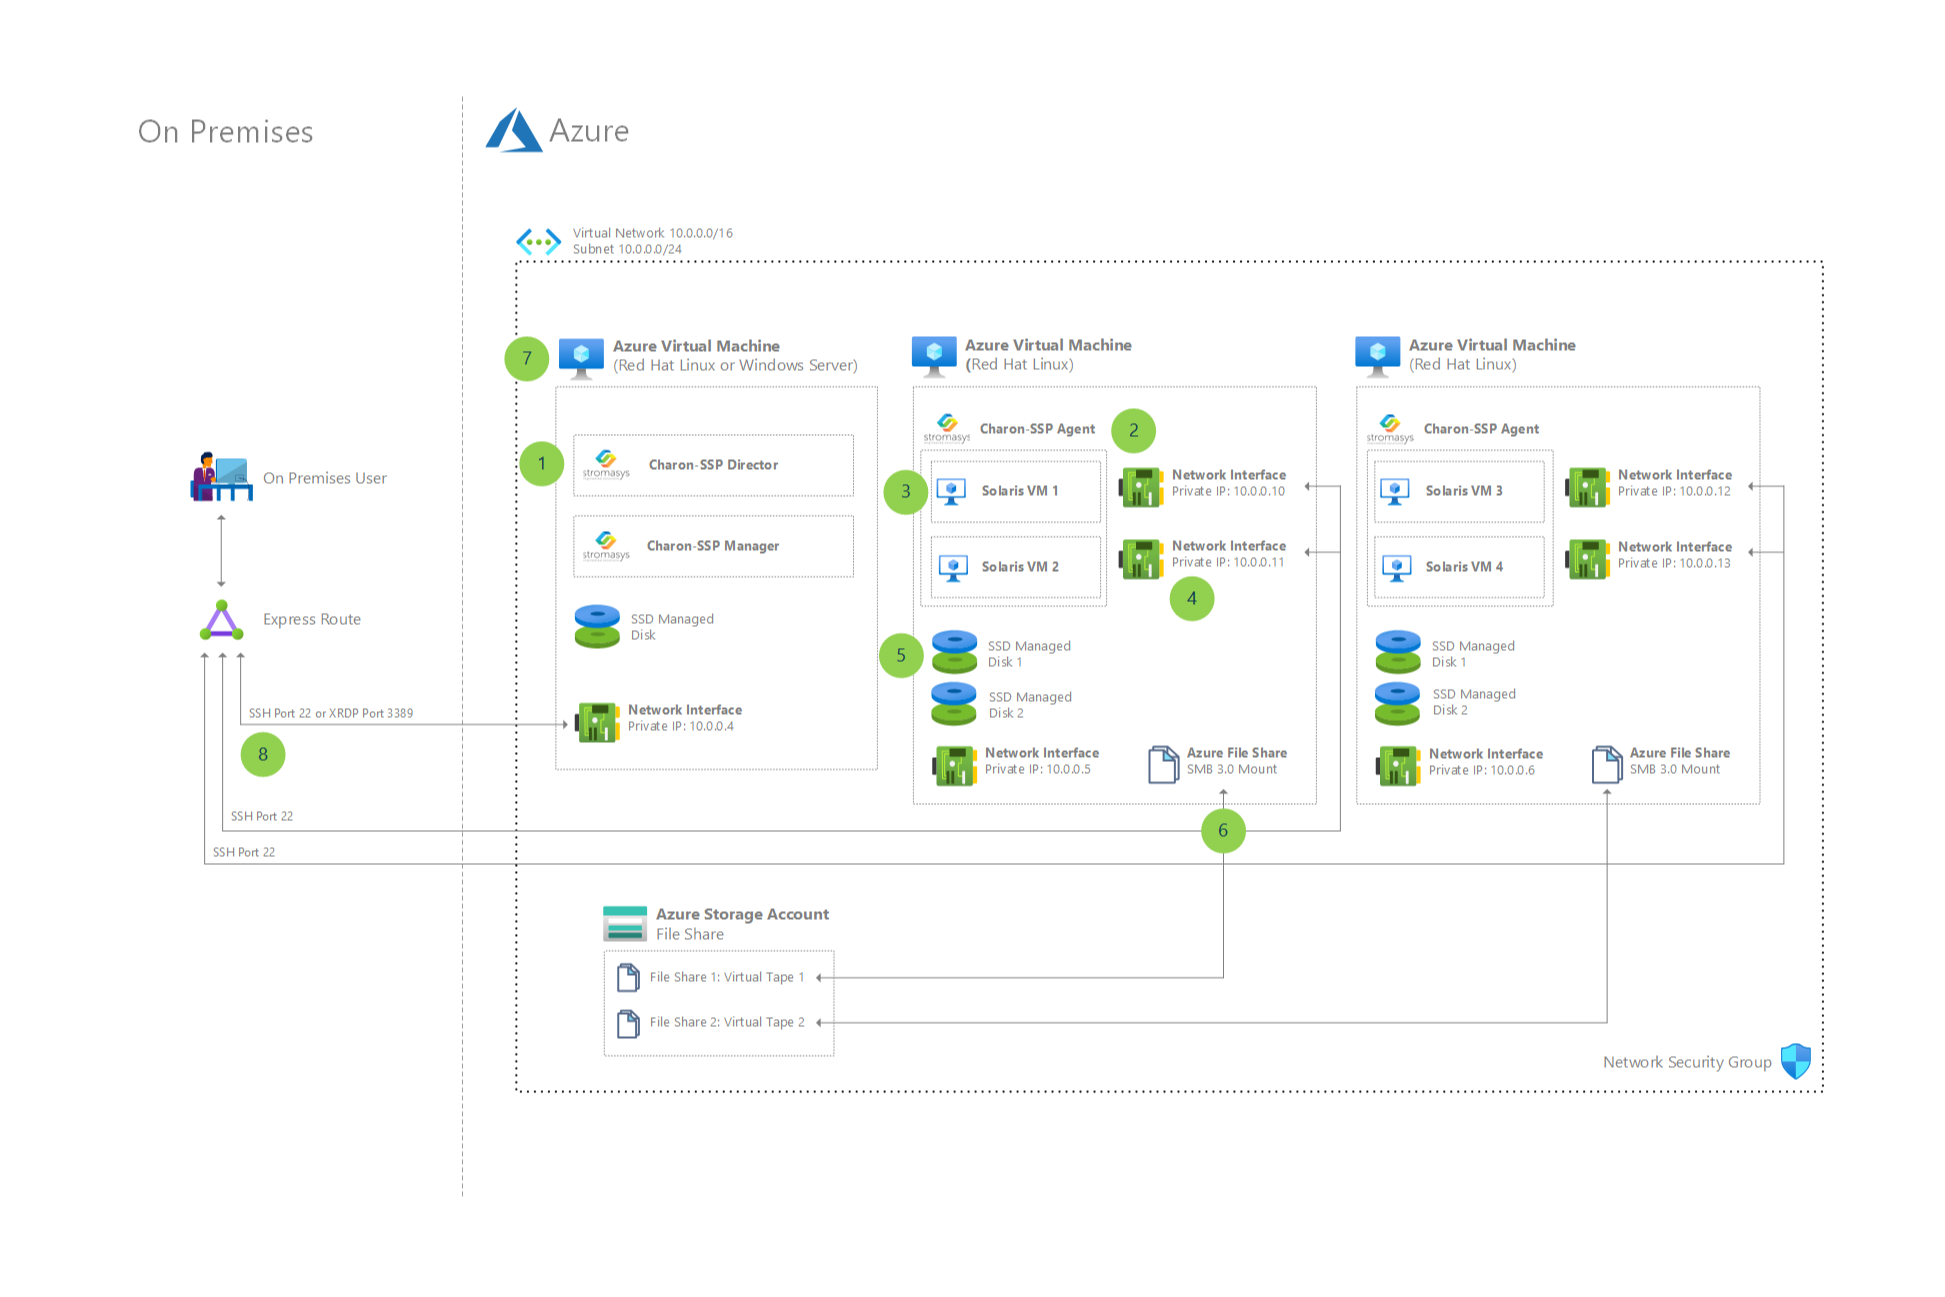 On Premises
Azure
Virtual Network 10.0.0.0/16
Subnet 10.0.0.0/24
7
Azure Virtual Machine
(Red Hat Linux or Windows Server)
1
stromasys
Charon-SSP Director
stromasys
Charon-SSP Manager
SSD Managed
Disk
Network Interface
Private IP: 10.0.0.4
Azure Virtual Machine
(Red Hat Linux)
stromasys
Charon-SSP Agent
2
3
Solaris VM 1
Solaris VM 2
Network Interface
Private IP: 10.0.0.10
Network Interface
Private IP: 10.0.0.11
4
5
SSD Managed
Disk 1
SSD Managed
Disk 2
Network Interface
Private IP: 10.0.0.5
Azure File Share
SMB 3.0 Mount
Azure Virtual Machine
(Red Hat Linux)
stromasys
Charon-SSP Agent
Solaris VM 3
Solaris VM 4
Network Interface
Private IP: 10.0.0.12
Network Interface
Private IP: 10.0.0.13
SSD Managed
Disk 1
SSD Managed
Disk 2
Network Interface
Private IP: 10.0.0.6
Azure File Share
SMB 3.0 Mount
On Premises User
Express Route
SSH Port 22 or XRDP Port 3389
8
SSH Port 22
SSH Port 22
6
Azure Storage Account
File Share
File Share 1: Virtual Tape 1
File Share 2: Virtual Tape 2
Network Security Group